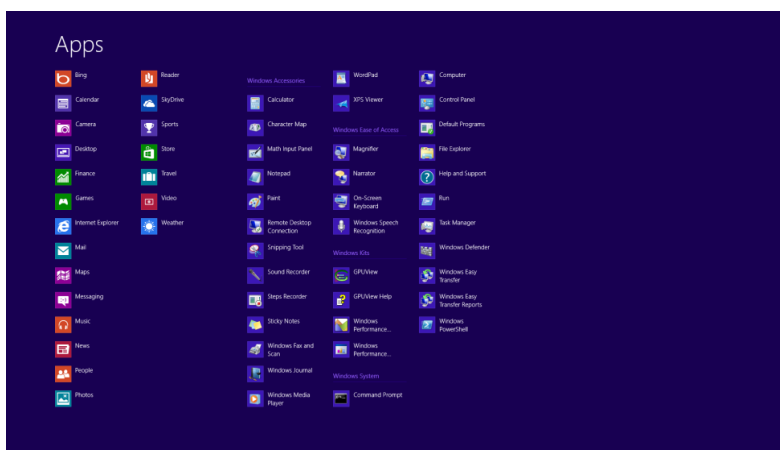 Apps
Bing
Calendar
Camera
Desktop
Finance
Games
Internet Explorer
Mail
Maps
Messaging
Music
News
People
Photos
Reader
SkyDrive
Sports
Store
Travel
Video
Weather
Windows Accessories
Calculator
Character Map
Math Input Panel
Notepad
Paint
Remote Desktop
Connection
Snipping Tool
Sound Recorder
Steps Recorder
Sticky Notes
Windows Fax and
Scan
Windows Journal
Windows Media
Player
WordPad
XPS Viewer
Windows Ease of Access
Magnifier
Narrator
On-Screen
Keyboard
Windows Speech
Recognition
Windows Kits
GPUView
GPUView Help
Windows
Performance...
Windows
Performance...
Windows System
Command Prompt
Computer
Control Panel
Default Programs
File Explorer
Help and Support
Run
Task Manager
Windows Defender
Windows Easy
Transfer
Windows Easy
Transfer Reports
Windows
PowerShell